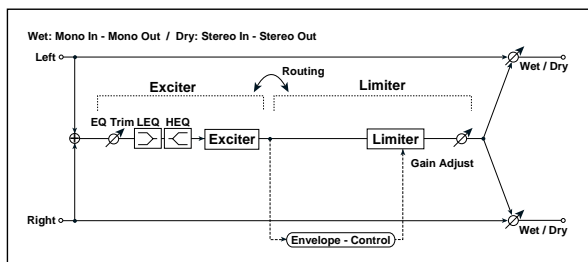 Wet: Mono In - Mono Out / Dry: Stereo In - Stereo Out
Left
Wet / Dry
Routing
Exciter
Limiter
EQ Trim LEQ HEQ
Exciter
Limiter
Gain Adjust
Right
Wet / Dry
Envelope - Control